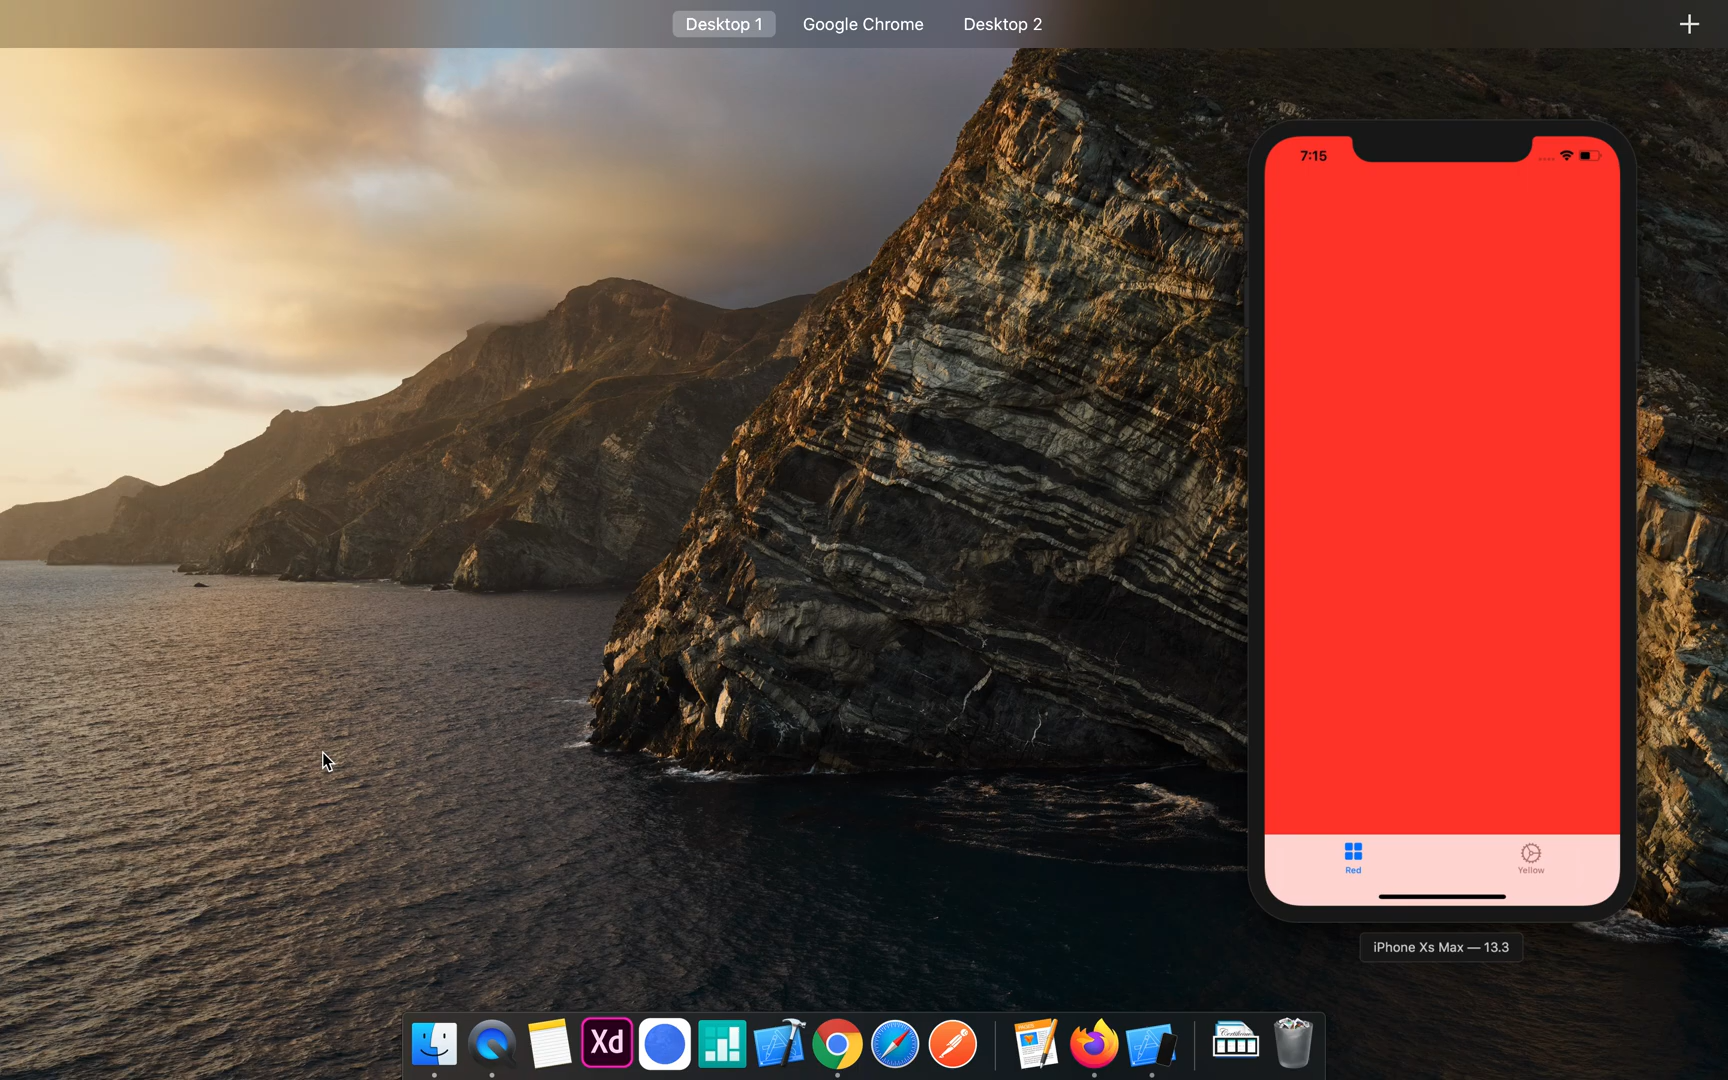 Desktop 1
Google Chrome
Desktop 2
7:15
Red
Yellow
iPhone Xs Max — 13.3
Xd